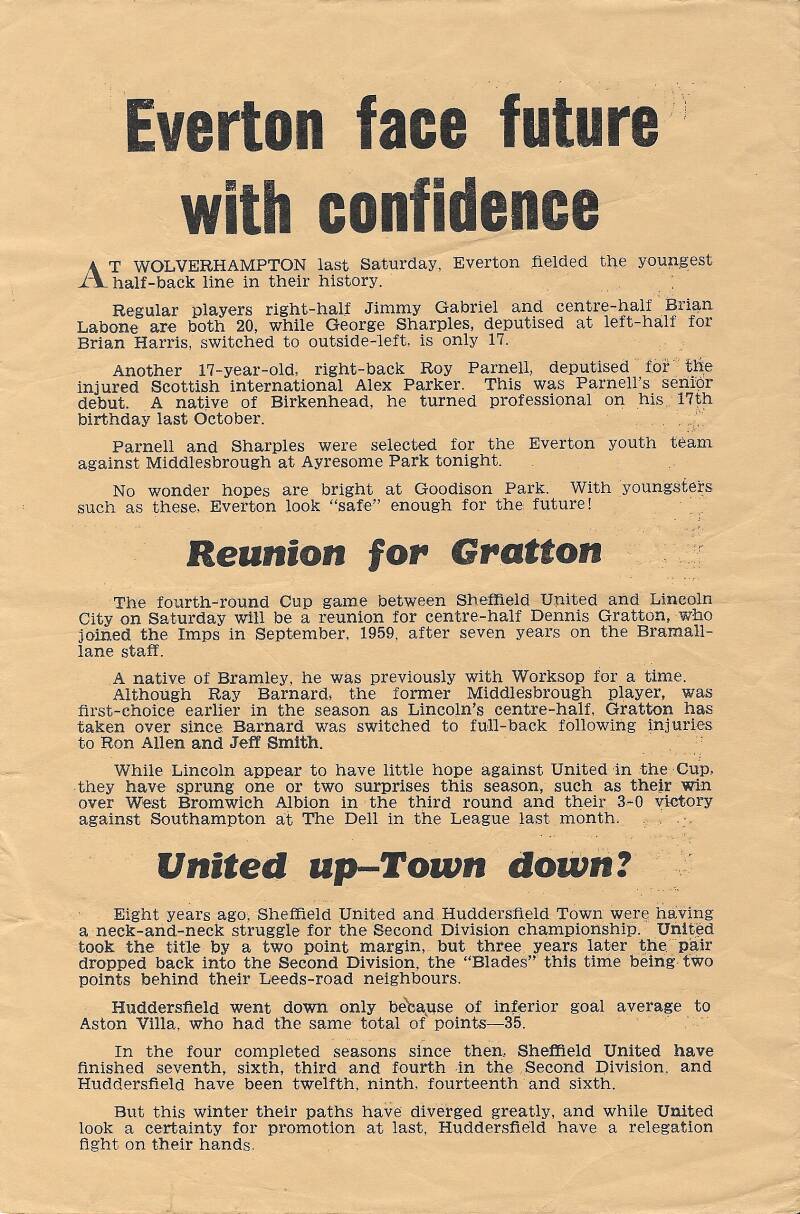 Everton face future
with confidence
AT WOLVERHAMPTON last Saturday, Everton fielded the youngest
half-back line in their history.
Regular players right-half Jimmy Gabriel and centre-half Brian
Labone are both 20, while George Sharples, deputised at left-half for
Brian Harris, switched to outside-left, is only 17.
Another 17-year-old, right-back Roy Parnell, deputised for the
injured Scottish international Alex Parker. This was Parnell's senior
debut. A native of Birkenhead, he turned professional on his 17th
birthday last October.
Parnell and Sharples were selected for the Everton youth team
against Middlesbrough at Ayresome Park tonight.
No wonder hopes are bright at Goodison Park. With youngsters
such as these, Everton look "safe" enough for the future!
Reunion for Gratton
The fourth-round Cup game between Sheffield United and Lincoln
City on Saturday will be a reunion for centre-half Dennis Gratton, who
joined the Imps in September, 1959, after seven years on the Bramall-
lane staff.
A native of Bramley, he was previously with Worksop for a time.
Although Ray Barnard, the former Middlesbrough player, was
first-choice earlier in the season as Lincoln's centre-half, Gratton has
taken over since Barnard was switched to full-back following injuries
to Ron Allen and Jeff Smith.
While Lincoln appear to have little hope against United in the Cup,
they have sprung one or two surprises this season, such as their win
over West Bromwich Albion in the third round and their 3-0 victory
against Southampton at The Dell in the League last month.
United up—Town down?
Eight years ago, Sheffield United and Huddersfield Town were having
a neck-and-neck struggle for the Second Division championship. United
took the title by a two point margin, but three years later the pair
dropped back into the Second Division, the "Blades" this time being two
points behind their Leeds-road neighbours.
Huddersfield went down only because of inferior goal average to
Aston Villa, who had the same total of points—35.
In the four completed seasons since then, Sheffield United have
finished seventh, sixth, third and fourth in the Second Division, and
Huddersfield have been twelfth, ninth, fourteenth and sixth.
But this winter their paths have diverged greatly, and while United
look a certainty for promotion at last, Huddersfield have a relegation
fight on their hands.